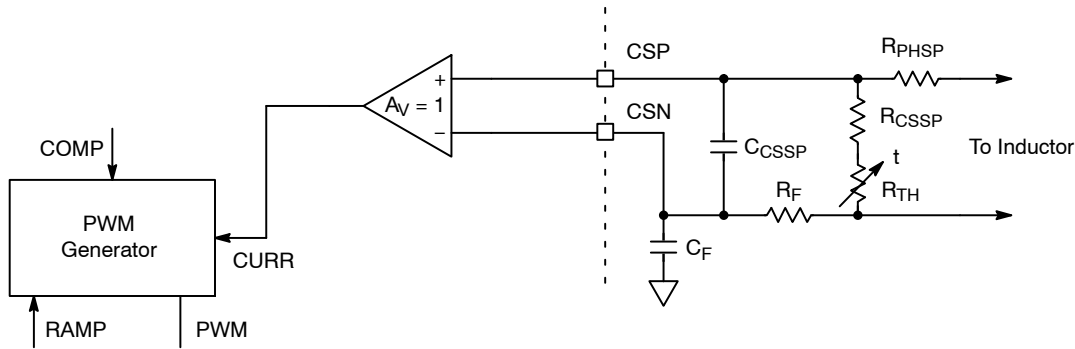 CSP
R_PHSP
+
A_V = 1
−
CSN
R_CSSP
COMP
C_CSSP
t
To Inductor
R_F
R_TH
PWM
Generator
C_F
CURR
RAMP
PWM